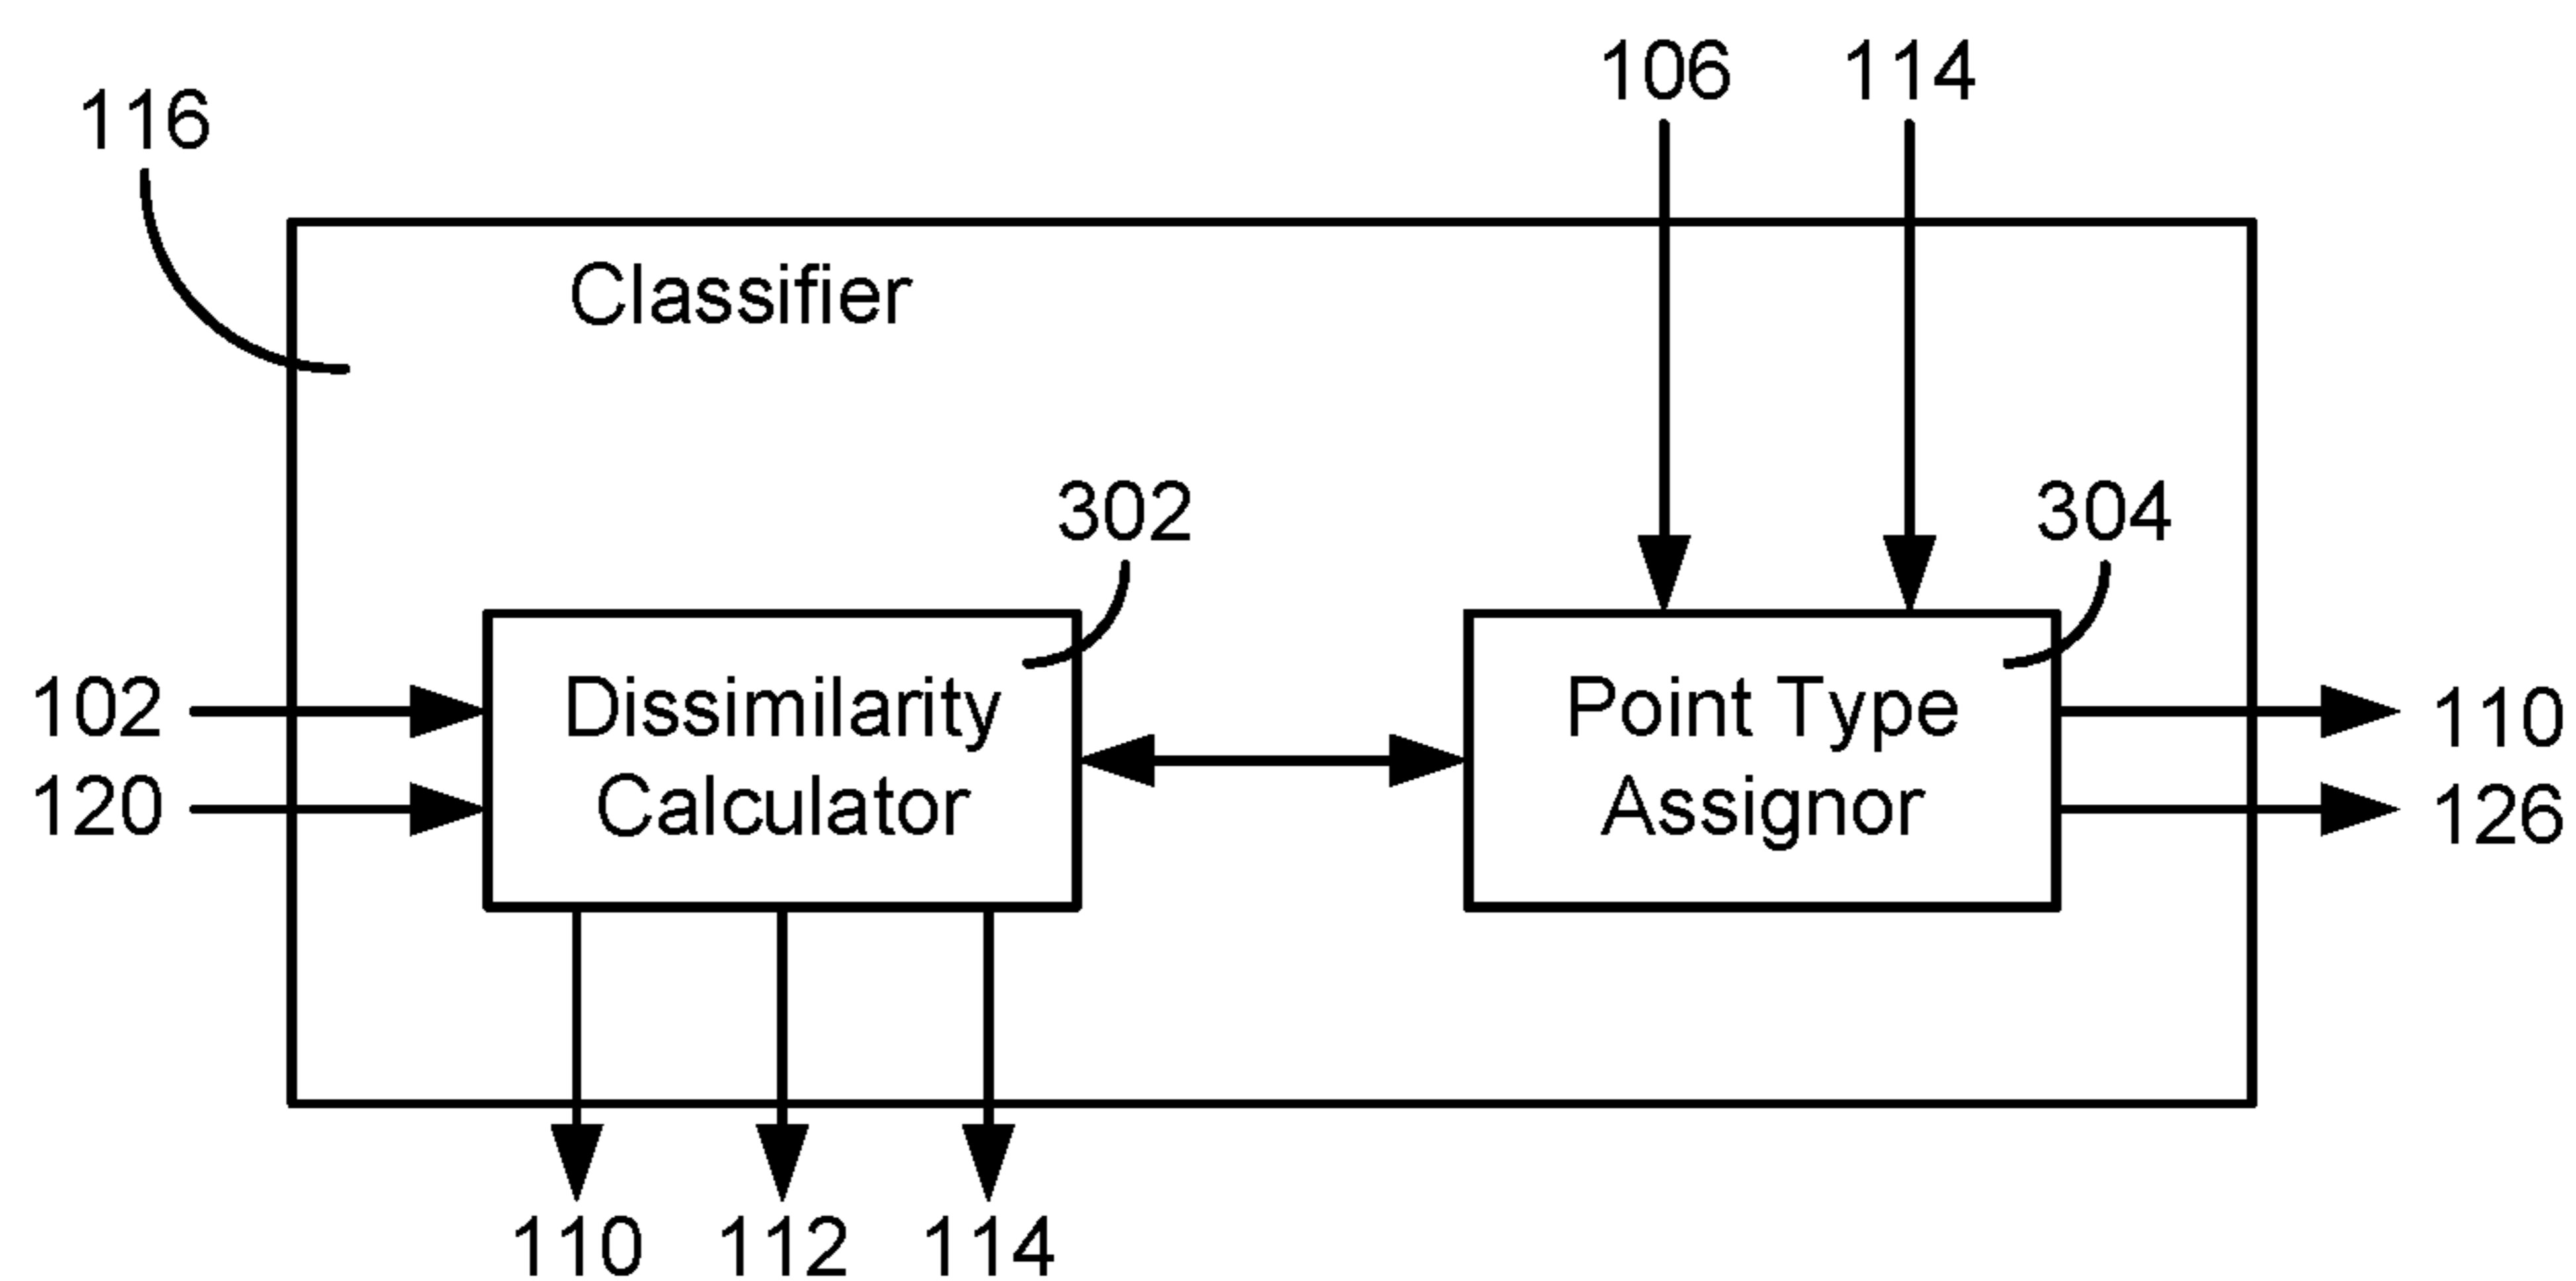 106 114
116
Classifier
302
304
102
120
Dissimilarity
Calculator
Point Type
Assignor
110
126
110 112 114